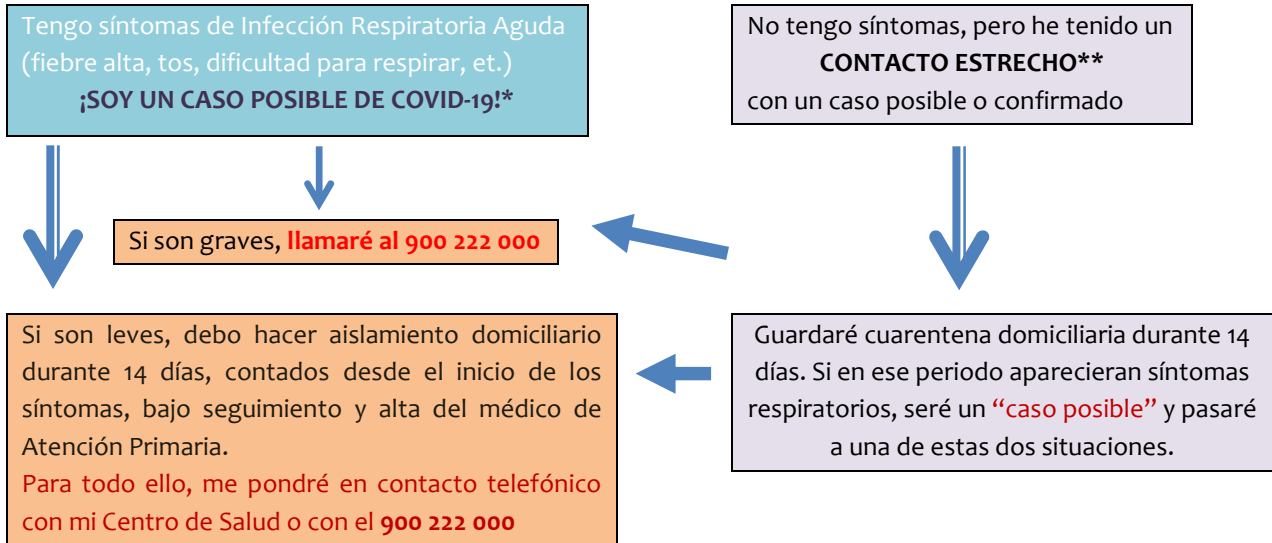 Tengo síntomas de Infección Respiratoria Aguda
(fiebre alta, tos, dificultad para respirar, et.)
¡SOY UN CASO POSIBLE DE COVID-19!*
No tengo síntomas, pero he tenido un
CONTACTO ESTRECHO**
con un caso posible o confirmado
Si son graves, llamaré al 900 222 000
Si son leves, debo hacer aislamiento domiciliario
durante 14 días, contados desde el inicio de los
síntomas, bajo seguimiento y alta del médico de
Atención Primaria.
Para todo ello, me pondré en contacto telefónico
con mi Centro de Salud o con el 900 222 000
Guardaré cuarentena domiciliaria durante 14
días. Si en ese periodo aparecieran síntomas
respiratorios, seré un “caso posible” y pasaré
a una de estas dos situaciones.